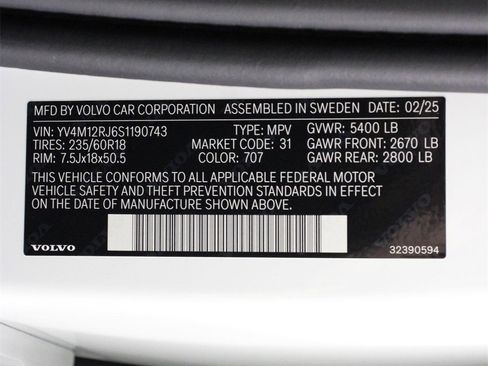 MFD BY VOLVO CAR CORPORATION ASSEMBLED IN SWEDEN DATE: 02/25
VIN: YV4M12RJ6S1190743 TYPE: MPV GVWR: 5400 LB
TIRES: 235/60R18 MARKET CODE: 31 GAWR FRONT: 2670 LB
RIM: 7.5Jx18x50.5 COLOR: 707 GAWR REAR: 2800 LB
THIS VEHICLE CONFORMS TO ALL APPLICABLE FEDERAL MOTOR
VEHICLE SAFETY AND THEFT PREVENTION STANDARDS IN EFFECT
ON THE DATE OF MANUFACTURE SHOWN ABOVE.
VOLVO 32390594